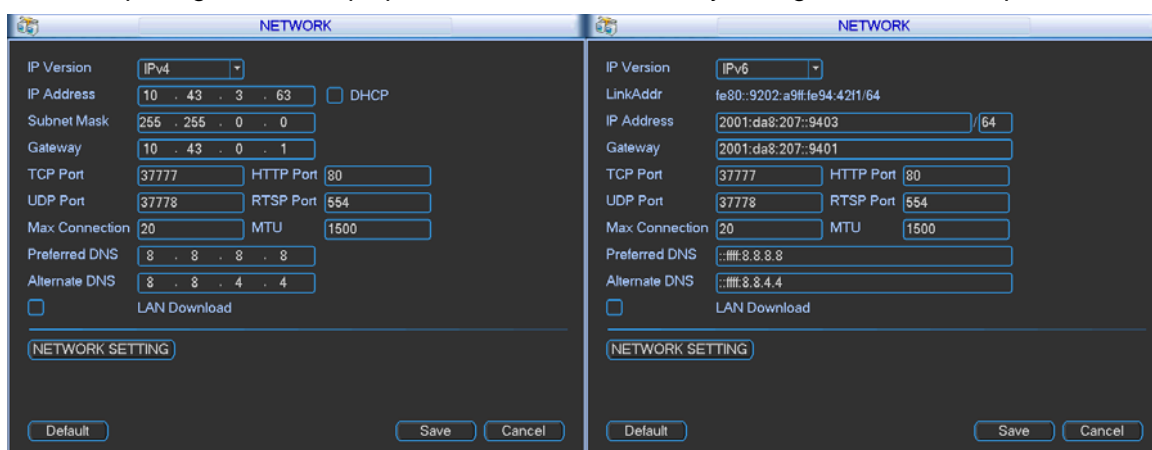 NETWORK
IP Version IPv4
IP Address 10 . 43 . 3 . 63 DHCP
Subnet Mask 255 . 255 . 0 . 0
Gateway 10 . 43 . 0 . 1
TCP Port 37777 HTTP Port 80
UDP Port 37778 RTSP Port 554
Max Connection 20 MTU 1500
Preferred DNS 8 . 8 . 8 . 8
Alternate DNS 8 . 8 . 4 . 4
LAN Download
NETWORK SETTING
Default Save Cancel
NETWORK
IP Version IPv6
LinkAddr fe80::9202:a9ff:fe94:42f1/64
IP Address 2001:da8:207::9403 / 64
Gateway 2001:da8:207::9401
TCP Port 37777 HTTP Port 80
UDP Port 37778 RTSP Port 554
Max Connection 20 MTU 1500
Preferred DNS ::ffff:8.8.8.8
Alternate DNS ::ffff:8.8.4.4
LAN Download
NETWORK SETTING
Default Save Cancel